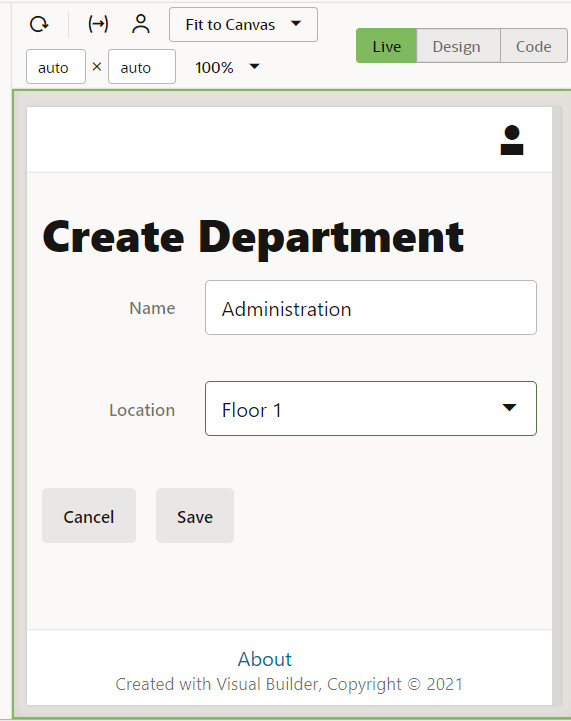 Fit to Canvas
Live Design Code
auto × auto 100%
Create Department
Name Administration
Location Floor 1
Cancel Save
About
Created with Visual Builder, Copyright © 2021